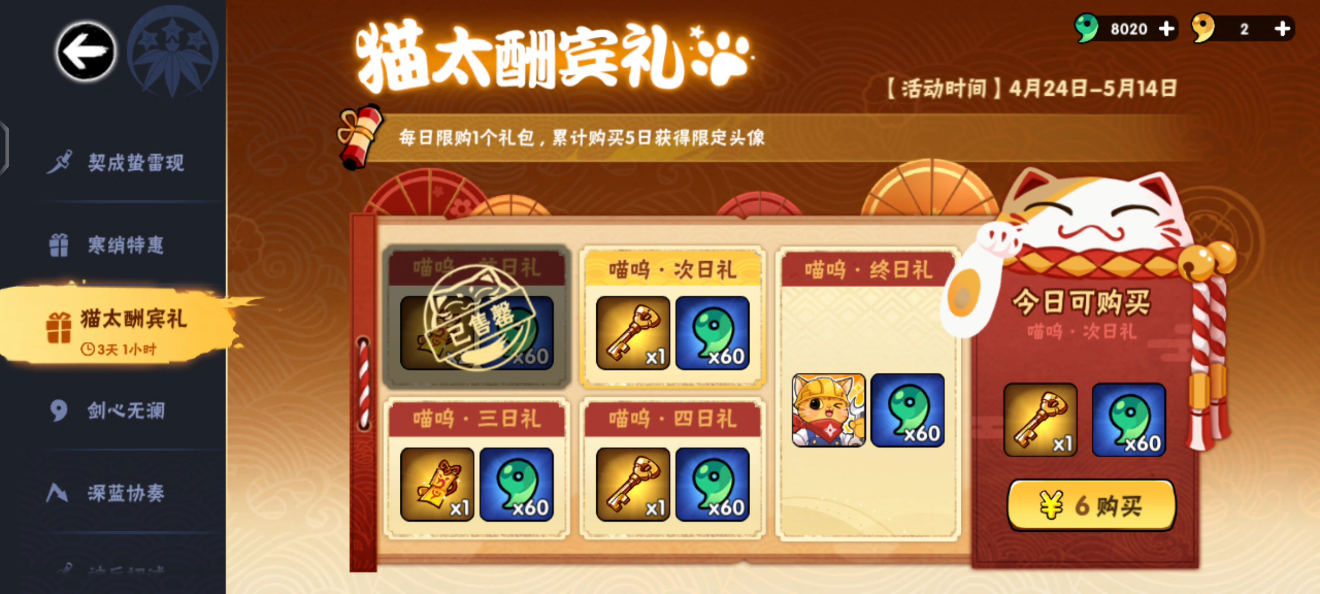 8020
2
猫太酬宾礼
【活动时间】4月24日-5月14日
每日限购1个礼包，累计购买5日获得限定头像
契成蛰雷现
寒绡特惠
猫太酬宾礼
3天 1小时
剑心无澜
深蓝协奏
喵呜·首日礼
已售罄
x60
喵呜·次日礼
x1
x60
喵呜·三日礼
x1
x60
喵呜·四日礼
x1
x60
喵呜·终日礼
x60
今日可购买
喵呜·次日礼
x1
x60
¥ 6 购买